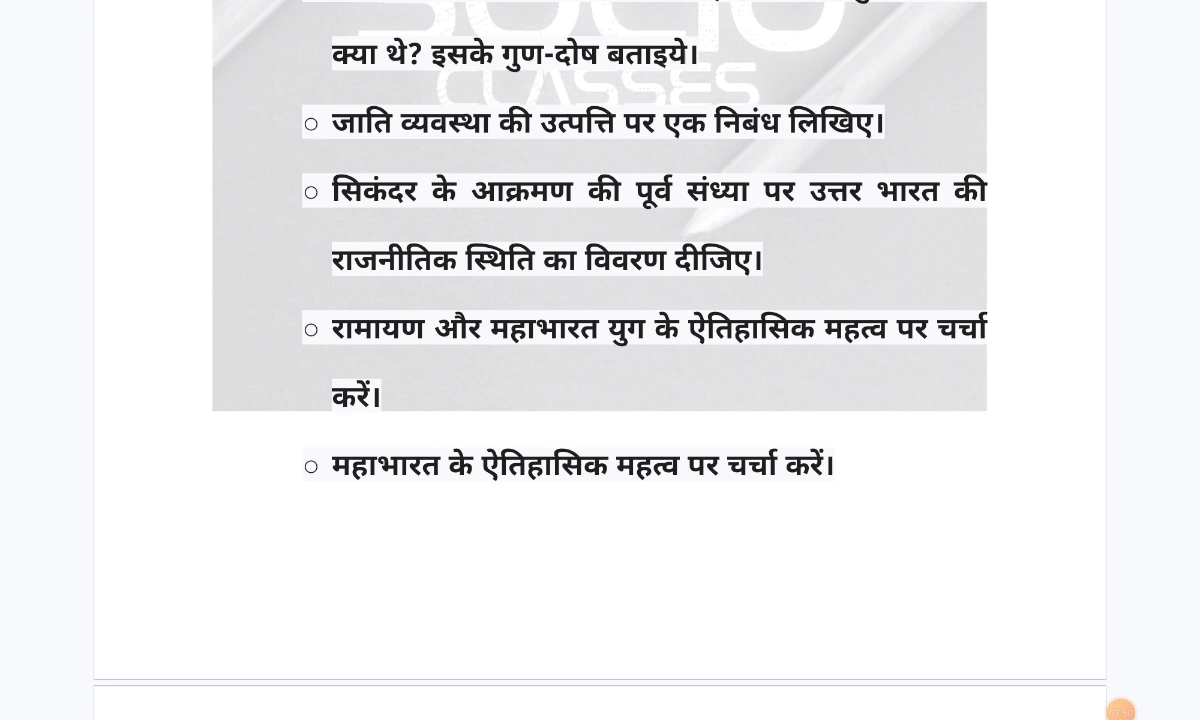 क्या थे? इसके गुण-दोष बताइये।
CLASSES
○ जाति व्यवस्था की उत्पत्ति पर एक निबंध लिखिए।
○ सिकंदर के आक्रमण की पूर्व संध्या पर उत्तर भारत की
राजनीतिक स्थिति का विवरण दीजिए।
○ रामायण और महाभारत युग के ऐतिहासिक महत्व पर चर्चा
करें।
○ महाभारत के ऐतिहासिक महत्व पर चर्चा करें।